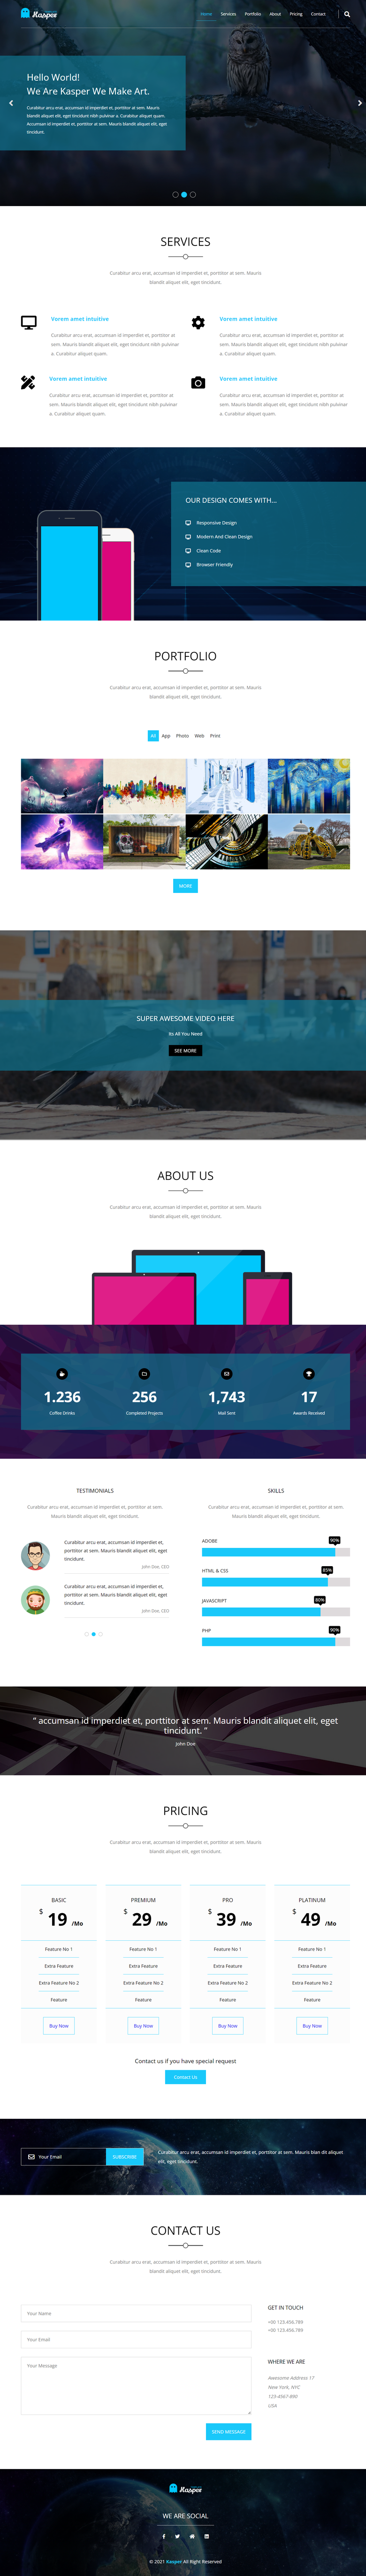 Kasper
Home Services Portfolio About Pricing Contact
Hello World!
We Are Kasper We Make Art.
Curabitur arcu erat, accumsan id imperdiet et, porttitor at sem. Mauris
blandit aliquet elit, eget tincidunt nibh pulvinar a. Curabitur aliquet quam.
Accumsan id imperdiet et, porttitor at sem. Mauris blandit aliquet elit, eget
tincidunt.
SERVICES
Curabitur arcu erat, accumsan id imperdiet et, porttitor at sem. Mauris
blandit aliquet elit, eget tincidunt.
Vorem amet intuitive
Curabitur arcu erat, accumsan id imperdiet et, porttitor at
sem. Mauris blandit aliquet elit, eget tincidunt nibh pulvinar
a. Curabitur aliquet quam.
Vorem amet intuitive
Curabitur arcu erat, accumsan id imperdiet et, porttitor at
sem. Mauris blandit aliquet elit, eget tincidunt nibh pulvinar
a. Curabitur aliquet quam.
Vorem amet intuitive
Curabitur arcu erat, accumsan id imperdiet et, porttitor at
sem. Mauris blandit aliquet elit, eget tincidunt nibh pulvinar
a. Curabitur aliquet quam.
Vorem amet intuitive
Curabitur arcu erat, accumsan id imperdiet et, porttitor at
sem. Mauris blandit aliquet elit, eget tincidunt nibh pulvinar
a. Curabitur aliquet quam.
OUR DESIGN COMES WITH...
Responsive Design
Modern And Clean Design
Clean Code
Browser Friendly
PORTFOLIO
Curabitur arcu erat, accumsan id imperdiet et, porttitor at sem. Mauris
blandit aliquet elit, eget tincidunt.
All App Photo Web Print
MORE
SUPER AWESOME VIDEO HERE
Its All You Need
SEE MORE
ABOUT US
Curabitur arcu erat, accumsan id imperdiet et, porttitor at sem. Mauris
blandit aliquet elit, eget tincidunt.
1.236
Coffee Drinks
256
Completed Projects
1,743
Mail Sent
17
Awards Received
TESTIMONIALS
Curabitur arcu erat, accumsan id imperdiet et, porttitor at sem.
Mauris blandit aliquet elit, eget tincidunt.
Curabitur arcu erat, accumsan id imperdiet et,
porttitor at sem. Mauris blandit aliquet elit, eget
tincidunt.
John Doe, CEO
Curabitur arcu erat, accumsan id imperdiet et,
porttitor at sem. Mauris blandit aliquet elit, eget
tincidunt.
John Doe, CEO
SKILLS
Curabitur arcu erat, accumsan id imperdiet et, porttitor at sem.
Mauris blandit aliquet elit, eget tincidunt.
ADOBE 90%
HTML & CSS 85%
JAVASCRIPT 80%
PHP 90%
“ accumsan id imperdiet et, porttitor at sem. Mauris blandit aliquet elit, eget
tincidunt. ”
John Doe
PRICING
Curabitur arcu erat, accumsan id imperdiet et, porttitor at sem. Mauris
blandit aliquet elit, eget tincidunt.
BASIC
$ 19 /Mo
Feature No 1
Extra Feature
Extra Feature No 2
Feature
Buy Now
PREMIUM
$ 29 /Mo
Feature No 1
Extra Feature
Extra Feature No 2
Feature
Buy Now
PRO
$ 39 /Mo
Feature No 1
Extra Feature
Extra Feature No 2
Feature
Buy Now
PLATINUM
$ 49 /Mo
Feature No 1
Extra Feature
Extra Feature No 2
Feature
Buy Now
Contact us if you have special request
Contact Us
Your Email SUBSCRIBE
Curabitur arcu erat, accumsan id imperdiet et, porttitor at sem. Mauris blan dit aliquet
elit, eget tincidunt.
CONTACT US
Curabitur arcu erat, accumsan id imperdiet et, porttitor at sem. Mauris
blandit aliquet elit, eget tincidunt.
Your Name
Your Email
Your Message
SEND MESSAGE
GET IN TOUCH
+00 123.456.789
+00 123.456.789
WHERE WE ARE
Awesome Address 17
New York, NYC
123-4567-890
USA
Kasper
WE ARE SOCIAL
© 2021 Kasper All Right Reserved